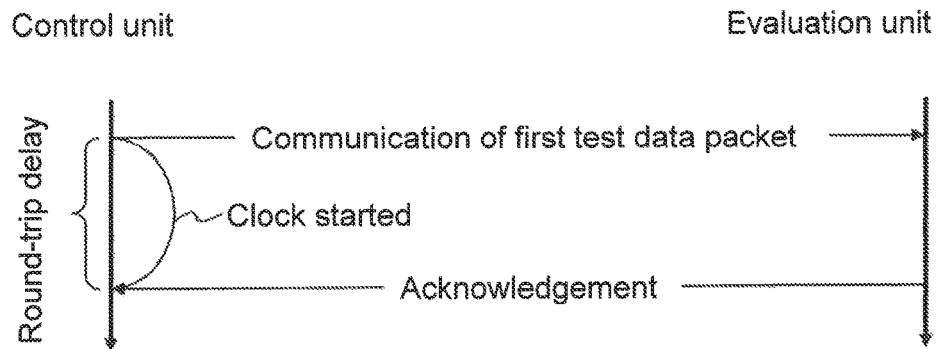 Control unit
Evaluation unit
Communication of first test data packet
Round-trip delay
Clock started
Acknowledgement